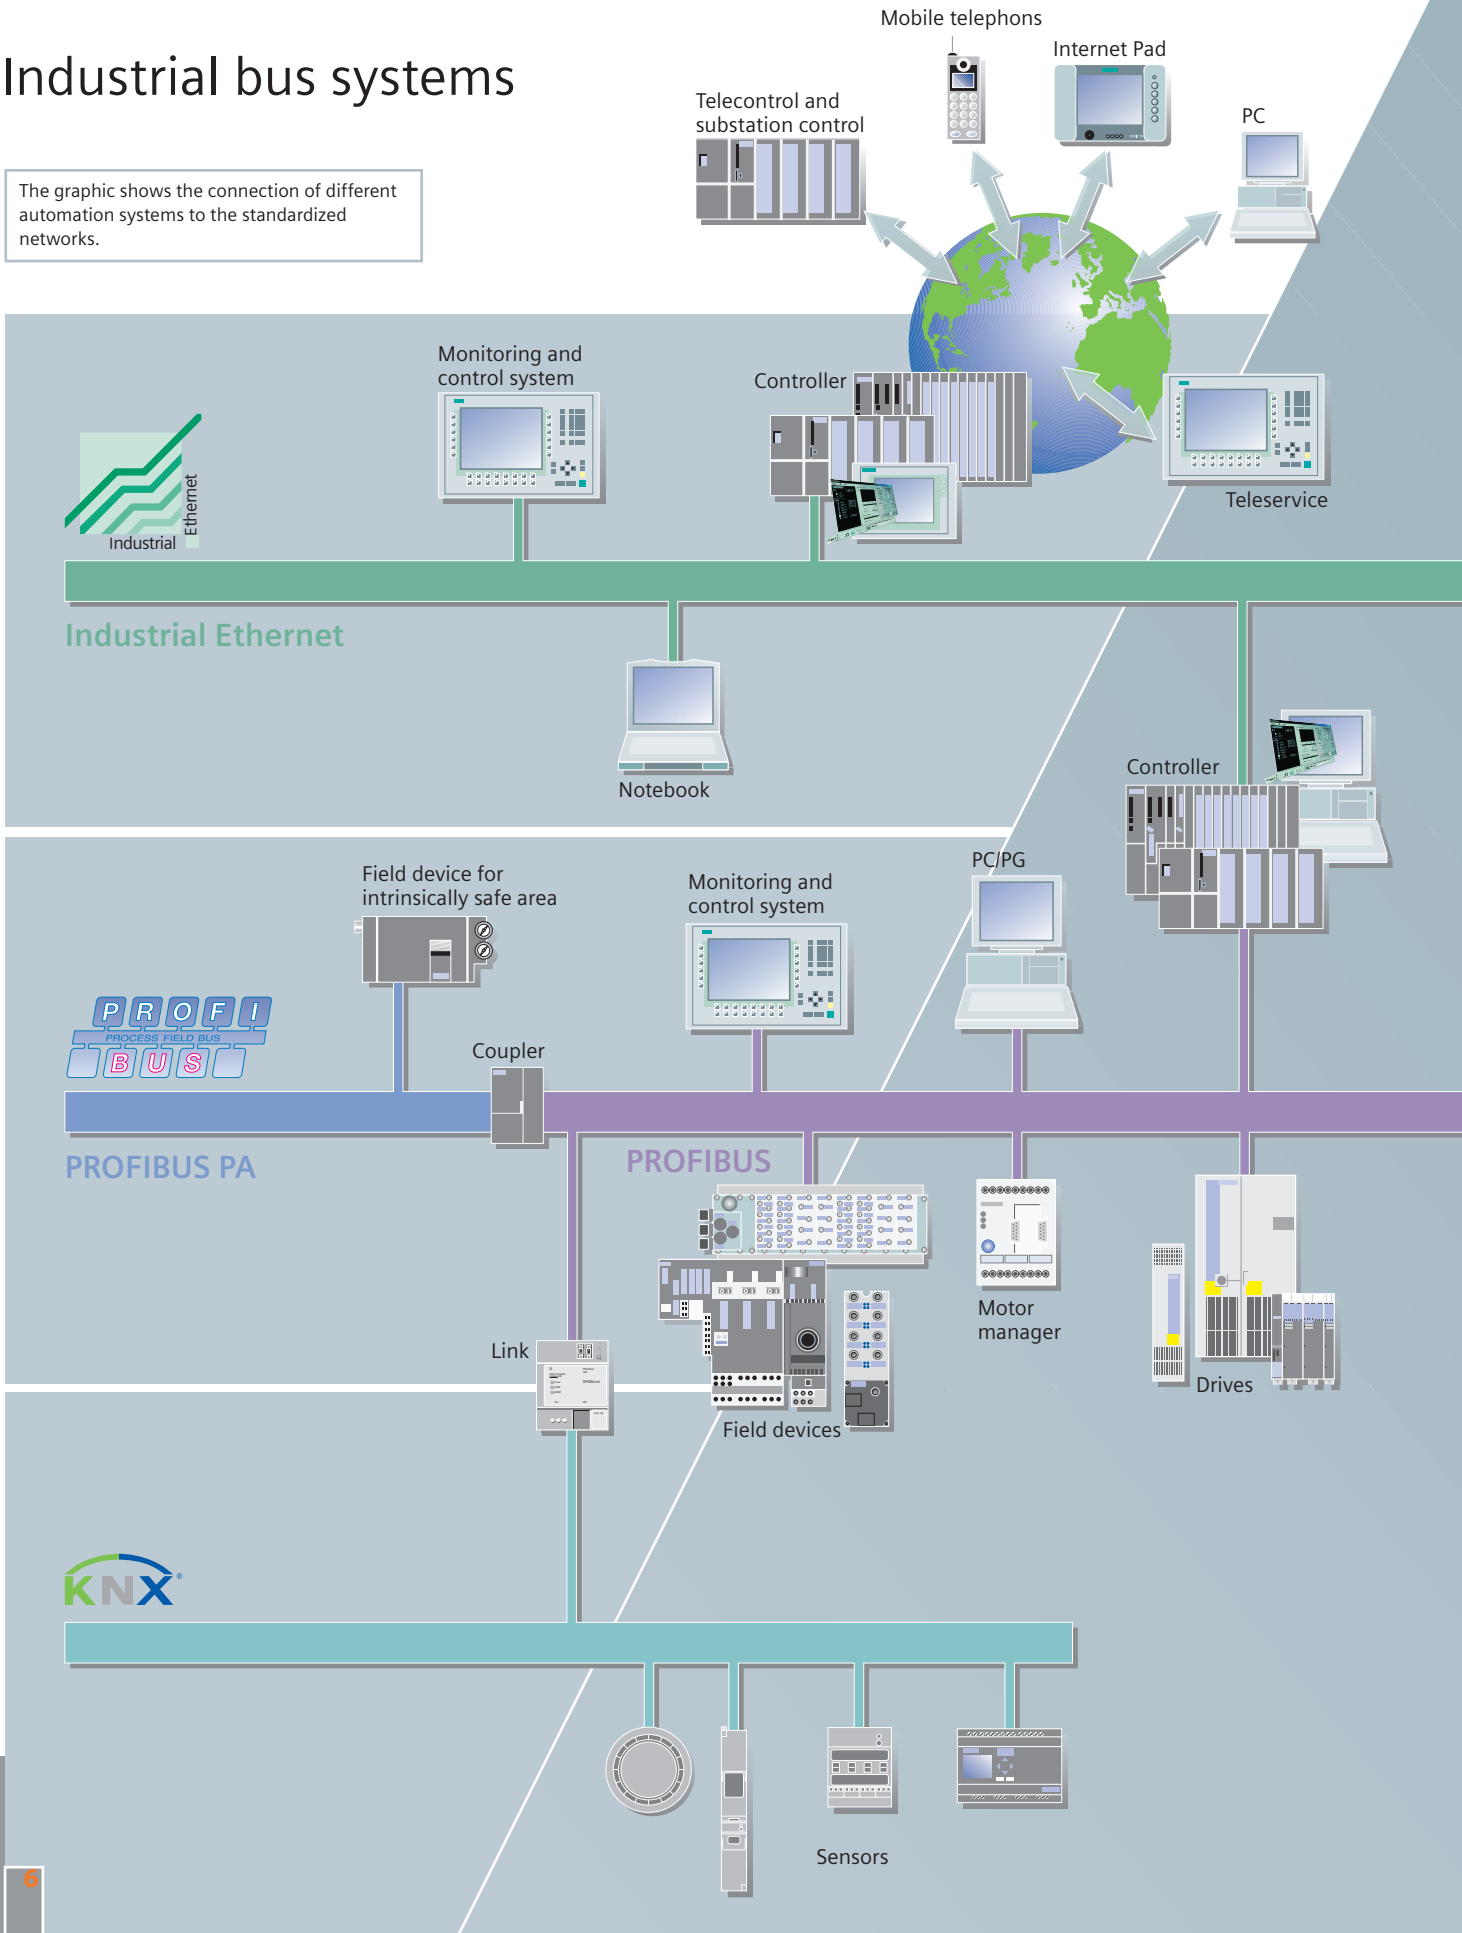 Industrial bus systems
The graphic shows the connection of different
automation systems to the standardized
networks.
Mobile telephons
Internet Pad
Telecontrol and
substation control
PC
Monitoring and
control system
Controller
Teleservice
Industrial
Ethernet
Industrial Ethernet
Notebook
Controller
Field device for
intrinsically safe area
Monitoring and
control system
PC/PG
PROFI
PROCESS FIELD BUS
BUS
Coupler
PROFIBUS PA
PROFIBUS
Link
Motor
manager
Drives
Field devices
KNX®
Sensors
6